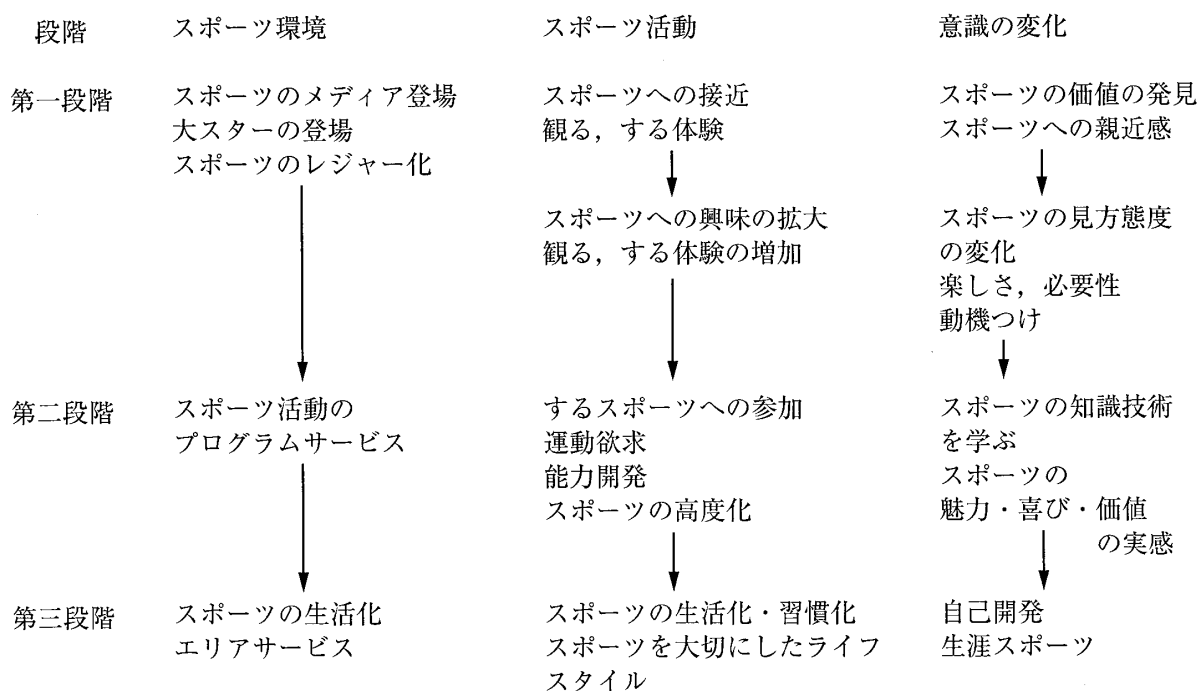 段階 スポーツ環境 スポーツ活動 意識の変化
第一段階 スポーツのメディア登場 スポーツへの接近 スポーツの価値の発見
大スターの登場 観る，する体験 スポーツへの親近感
スポーツのレジャー化
スポーツへの興味の拡大 スポーツの見方態度
観る，する体験の増加 の変化
楽しさ，必要性
動機つけ
第二段階 スポーツ活動の するスポーツへの参加 スポーツの知識技術
プログラムサービス 運動欲求 を学ぶ
能力開発 スポーツの
スポーツの高度化 魅力・喜び・価値
の実感
第三段階 スポーツの生活化 スポーツの生活化・習慣化 自己開発
エリアサービス スポーツを大切にしたライフ 生涯スポーツ
スタイル